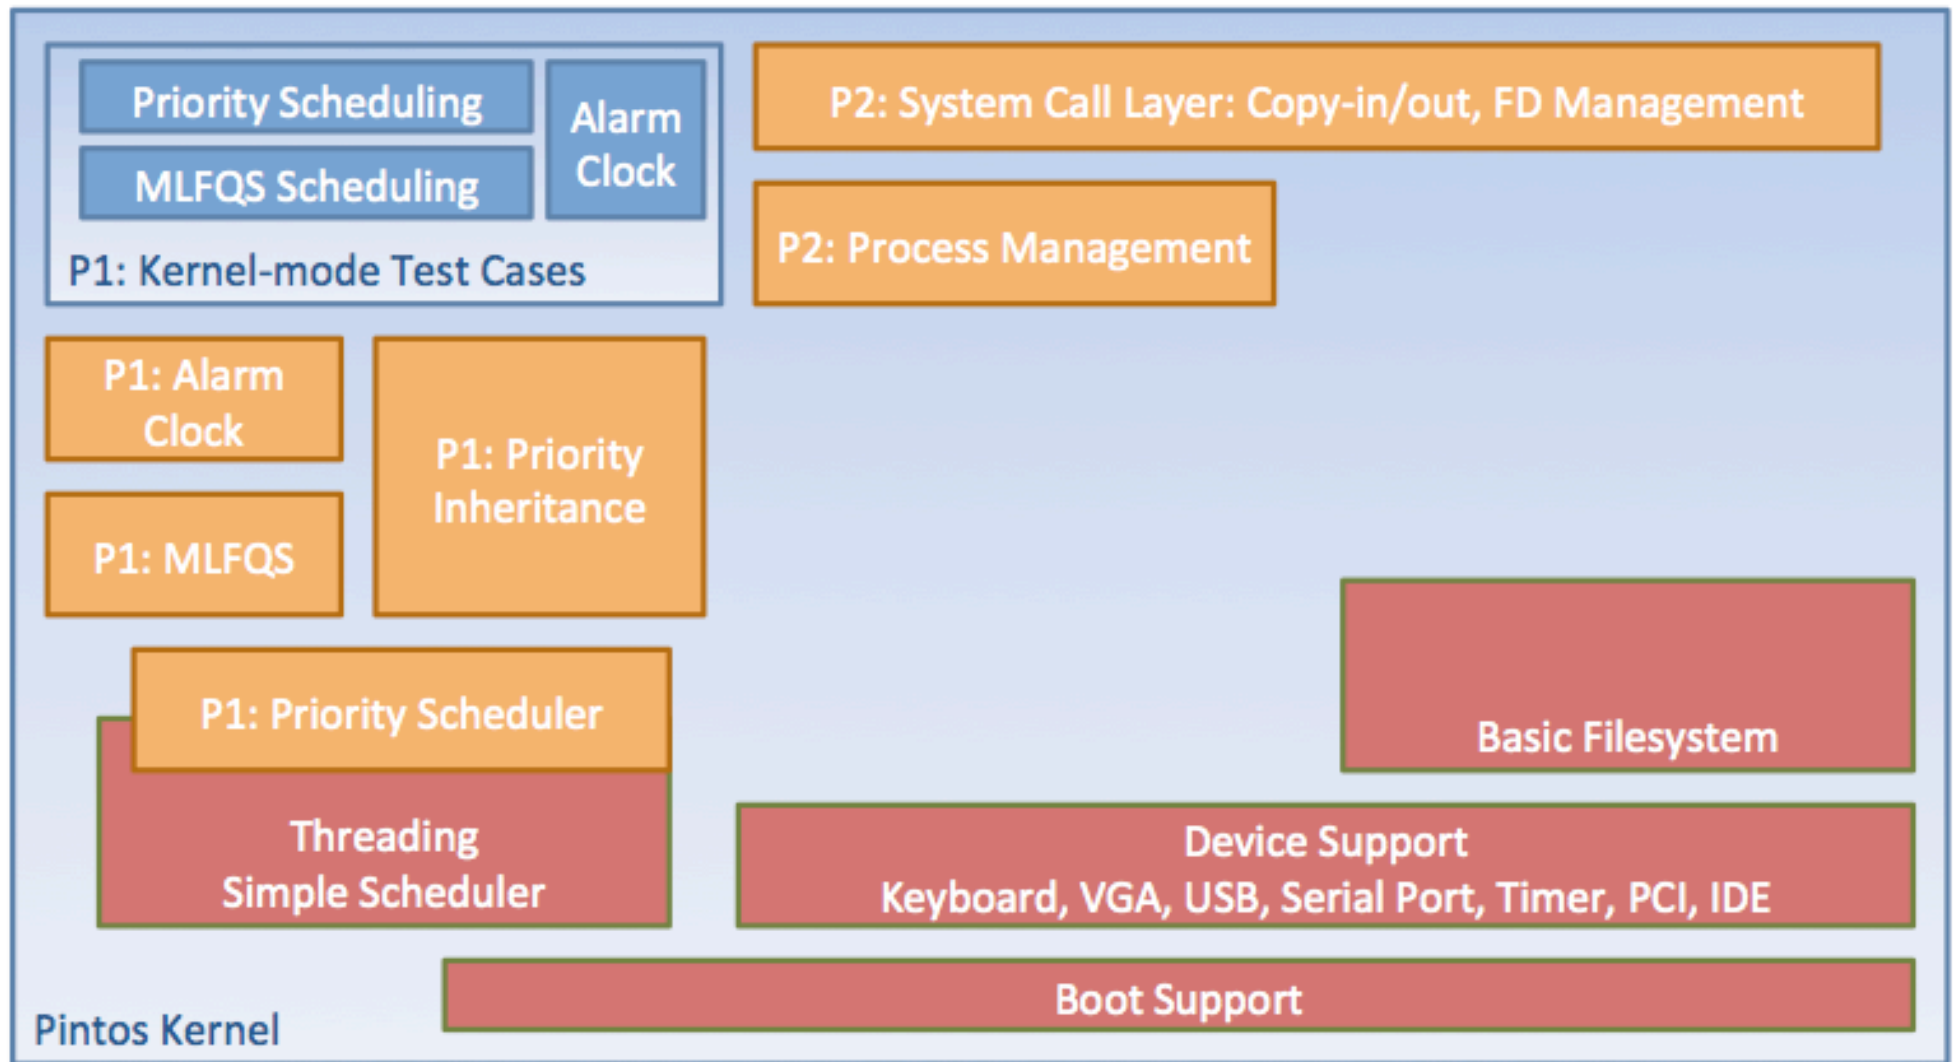 Priority Scheduling
MLFQS Scheduling
Alarm
Clock
P1: Kernel-mode Test Cases
P2: System Call Layer: Copy-in/out, FD Management
P2: Process Management
P1: Alarm
Clock
P1: MLFQS
P1: Priority
Inheritance
P1: Priority Scheduler
Threading
Simple Scheduler
Basic Filesystem
Device Support
Keyboard, VGA, USB, Serial Port, Timer, PCI, IDE
Boot Support
Pintos Kernel